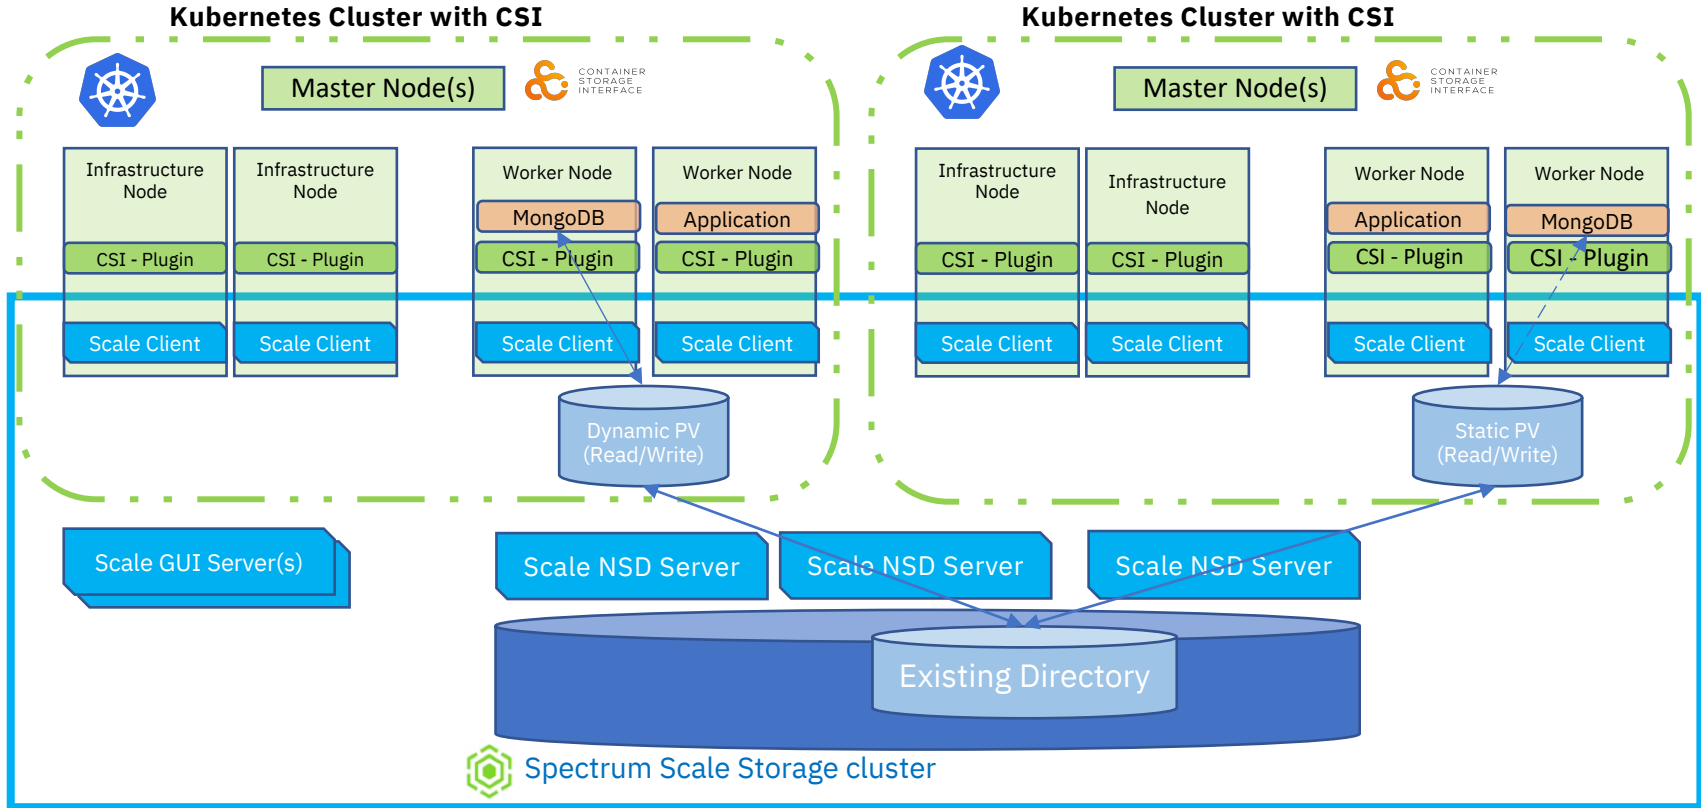 Kubernetes Cluster with CSI
Master Node(s)
CONTAINER
STORAGE
INTERFACE
Infrastructure
Node
CSI - Plugin
Scale Client
Infrastructure
Node
CSI - Plugin
Scale Client
Worker Node
MongoDB
CSI - Plugin
Scale Client
Worker Node
Application
CSI - Plugin
Scale Client
Dynamic PV
(Read/Write)
Kubernetes Cluster with CSI
Master Node(s)
CONTAINER
STORAGE
INTERFACE
Infrastructure
Node
CSI - Plugin
Scale Client
Infrastructure
Node
CSI - Plugin
Scale Client
Worker Node
Application
CSI - Plugin
Scale Client
Worker Node
MongoDB
CSI - Plugin
Scale Client
Static PV
(Read/Write)
Scale GUI Server(s)
Scale NSD Server
Scale NSD Server
Scale NSD Server
Existing Directory
Spectrum Scale Storage cluster